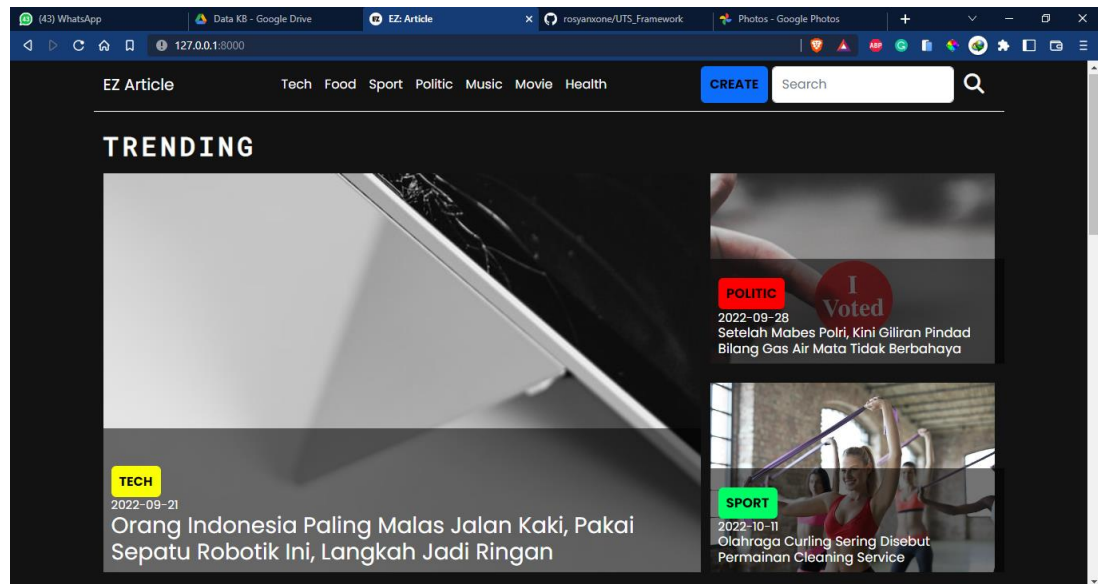 (43) WhatsApp
Data KB - Google Drive
EZ: Article
rosyanxone/UTS_Framework
Photos - Google Photos
127.0.0.1:8000
EZ Article
Tech Food Sport Politic Music Movie Health
CREATE
Search
TRENDING
TECH
2022-09-21
Orang Indonesia Paling Malas Jalan Kaki, Pakai
Sepatu Robotik Ini, Langkah Jadi Ringan
I
Voted
POLITIC
2022-09-28
Setelah Mabes Polri, Kini Giliran Pindad
Bilang Gas Air Mata Tidak Berbahaya
SPORT
2022-10-11
Olahraga Curling Sering Disebut
Permainan Cleaning Service